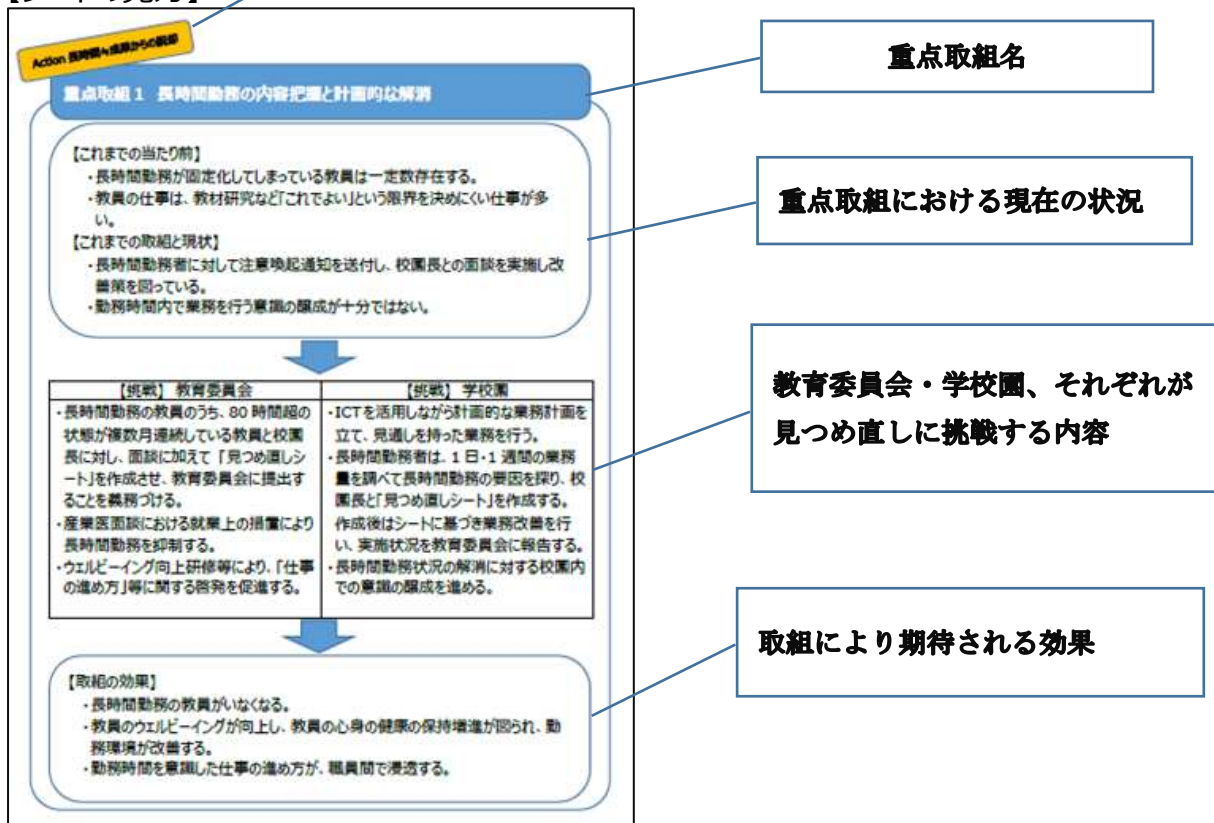 Action 長時間勤務からの脱却
重点取組１ 長時間勤務の内容把握と計画的な解消
【これまでの当たり前】
・長時間勤務が固定化してしまっている教員は一定数存在する。
・教員の仕事は、教材研究など「これでよい」という限界を決めにくい仕事が多
い。
【これまでの取組と現状】
・長時間勤務者に対して注意喚起通知を送付し、校園長との面談を実施し改
善策を図っている。
・勤務時間内で業務を行う意識の醸成が十分ではない。
【挑戦】 教育委員会
・長時間勤務の教員のうち、80 時間超の
状態が複数月連続している教員と校園
長に対し、面談に加えて「見つめ直しシ
ート」を作成させ、教育委員会に提出す
ることを義務づける。
・産業医面談における就業上の措置により
長時間勤務を抑制する。
・ウェルビーイング向上研修等により、「仕事
の進め方」等に関する啓発を促進する。
【挑戦】 学校園
・ICTを活用しながら計画的な業務計画を
立て、見通しを持った業務を行う。
・長時間勤務者は、1 日・1 週間の業務
量を調べて長時間勤務の要因を探り、校
園長と「見つめ直しシート」を作成する。
作成後はシートに基づき業務改善を行
い、実施状況を教育委員会に報告する。
・長時間勤務状況の解消に対する校園内
での意識の醸成を進める。
【取組の効果】
・長時間勤務の教員がいなくなる。
・教員のウェルビーイングが向上し、教員の心身の健康の保持増進が図られ、勤
務環境が改善する。
・勤務時間を意識した仕事の進め方が、職員間で浸透する。
重点取組名
重点取組における現在の状況
教育委員会・学校園、それぞれが
見つめ直しに挑戦する内容
取組により期待される効果